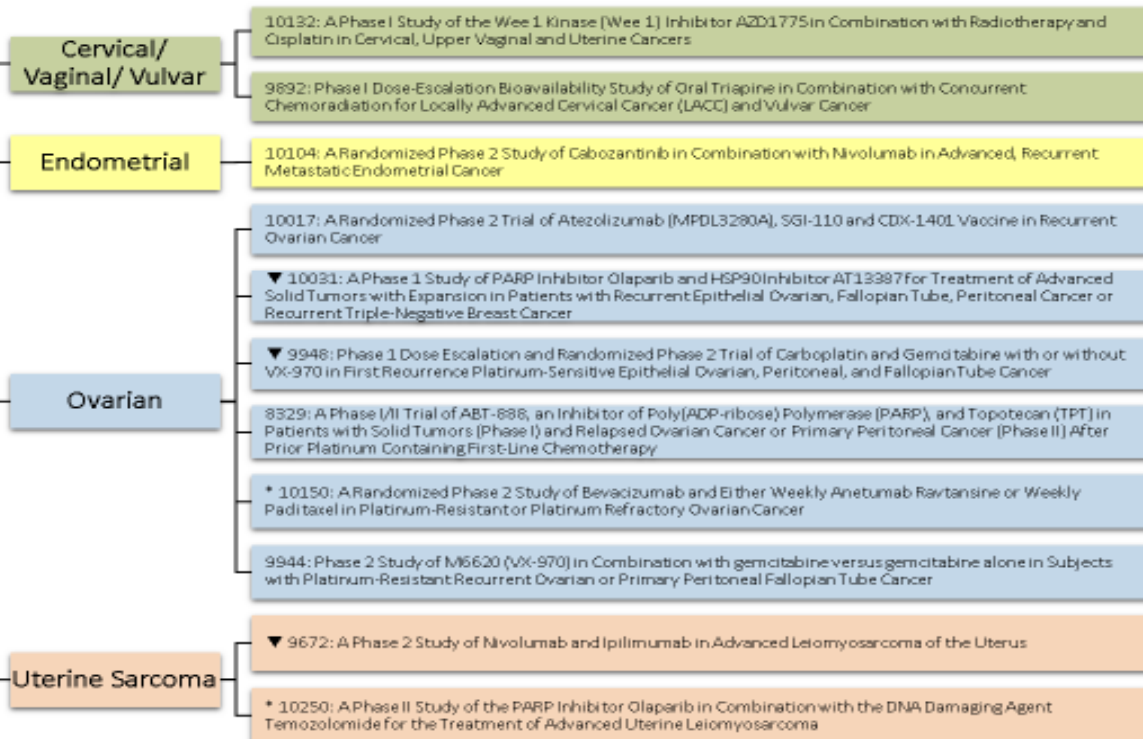 Cervical/
Vaginal/ Vulvar
10132: A Phase I Study of the Wee 1 Kinase (Wee 1) Inhibitor AZD1775 in Combination with Radiotherapy and
Cisplatin in Cervical, Upper Vaginal and Uterine Cancers
9892: Phase I Dose-Escalation Bioavailability Study of Oral Triapine in Combination with Concurrent
Chemoradiation for Locally Advanced Cervical Cancer (LACC) and Vulvar Cancer
Endometrial
10104: A Randomized Phase 2 Study of Cabozantinib in Combination with Nivolumab in Advanced, Recurrent
Metastatic Endometrial Cancer
Ovarian
10017: A Randomized Phase 2 Trial of Atezolizumab (MPDL3280A), SGI-110 and CDX-1401 Vaccine in Recurrent
Ovarian Cancer
▼ 10031: A Phase 1 Study of PARP Inhibitor Olaparib and HSP90 Inhibitor AT13387 for Treatment of Advanced
Solid Tumors with Expansion in Patients with Recurrent Epithelial Ovarian, Fallopian Tube, Peritoneal Cancer or
Recurrent Triple-Negative Breast Cancer
▼ 9948: Phase 1 Dose Escalation and Randomized Phase 2 Trial of Carboplatin and Gemcitabine with or without
VX-970 in First Recurrence Platinum-Sensitive Epithelial Ovarian, Peritoneal, and Fallopian Tube Cancer
8329: A Phase I/II Trial of ABT-888, an Inhibitor of Poly(ADP-ribose) Polymerase (PARP), and Topotecan (TPT) in
Patients with Solid Tumors (Phase I) and Relapsed Ovarian Cancer or Primary Peritoneal Cancer (Phase II) After
Prior Platinum Containing First-Line Chemotherapy
* 10150: A Randomized Phase 2 Study of Bevacizumab and Either Weekly Anetumab Ravtansine or Weekly
Paclitaxel in Platinum-Resistant or Platinum Refractory Ovarian Cancer
9944: Phase 2 Study of M6620 (VX-970) in Combination with gemcitabine versus gemcitabine alone in Subjects
with Platinum-Resistant Recurrent Ovarian or Primary Peritoneal Fallopian Tube Cancer
Uterine Sarcoma
▼ 9672: A Phase 2 Study of Nivolumab and Ipilimumab in Advanced Leiomyosarcoma of the Uterus
* 10250: A Phase II Study of the PARP Inhibitor Olaparib in Combination with the DNA Damaging Agent
Temozolomide for the Treatment of Advanced Uterine Leiomyosarcoma